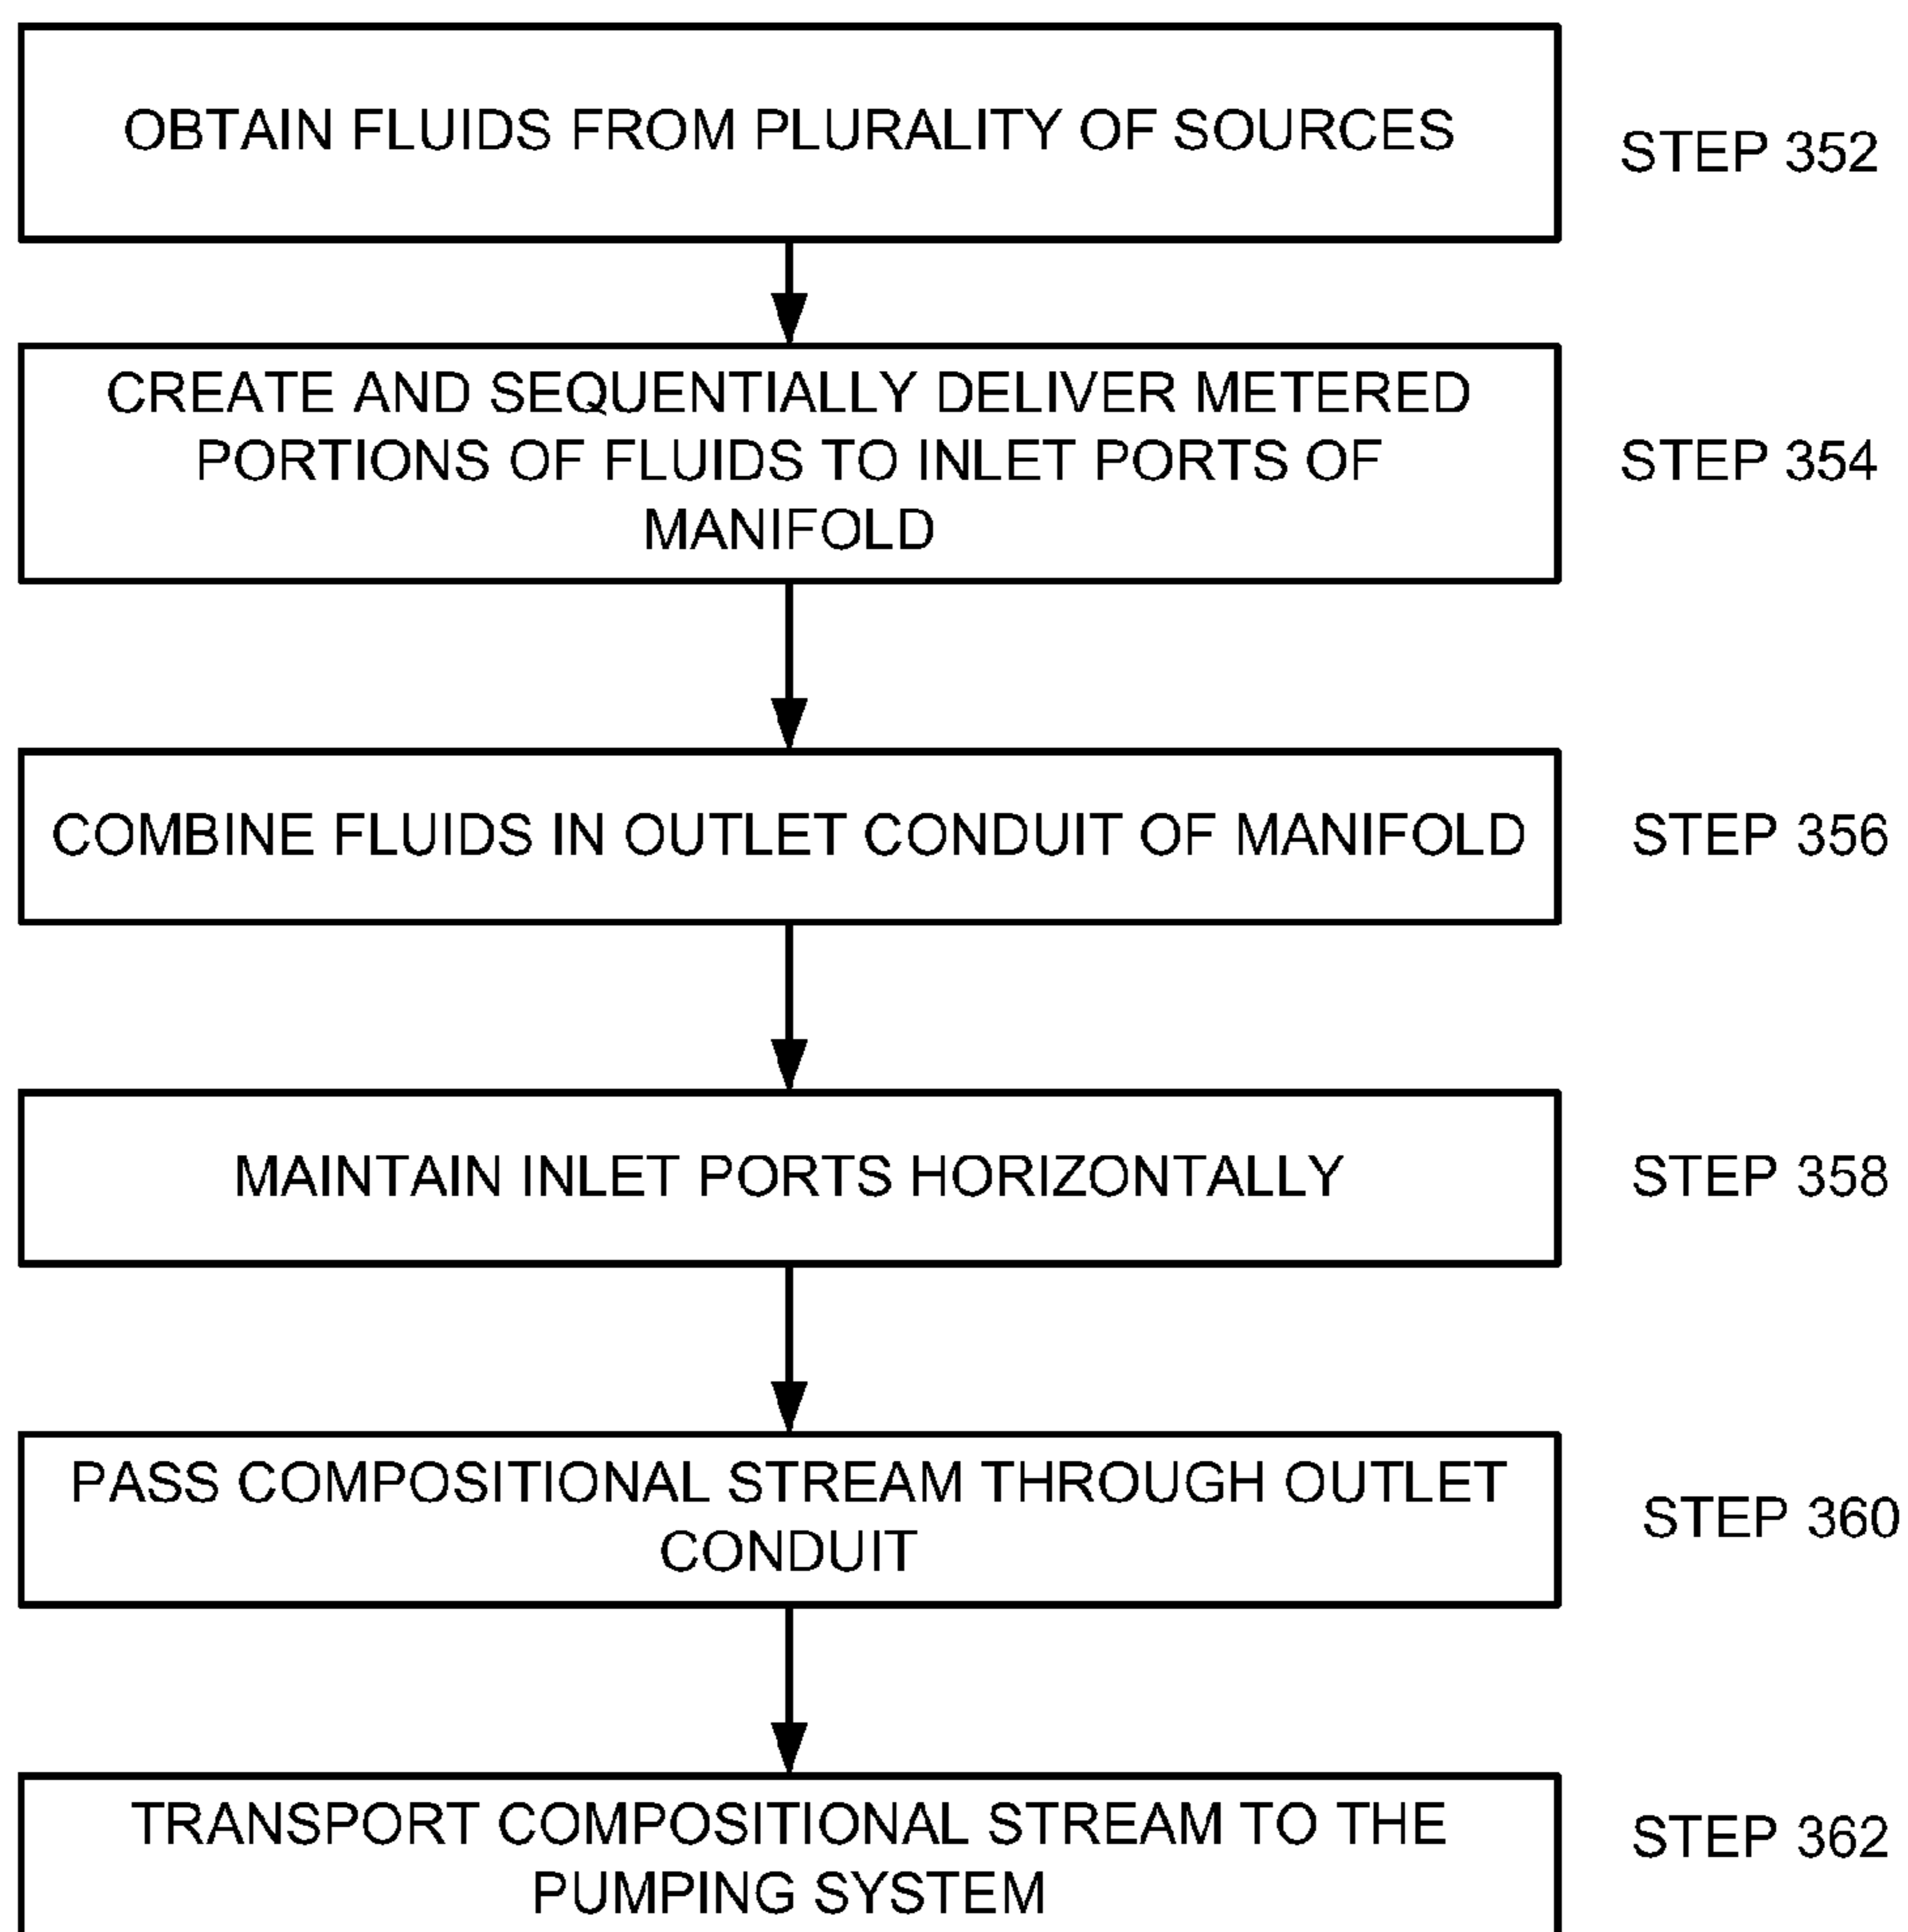 OBTAIN FLUIDS FROM PLURALITY OF SOURCES
STEP 352
CREATE AND SEQUENTIALLY DELIVER METERED
PORTIONS OF FLUIDS TO INLET PORTS OF
MANIFOLD
STEP 354
COMBINE FLUIDS IN OUTLET CONDUIT OF MANIFOLD
STEP 356
MAINTAIN INLET PORTS HORIZONTALLY
STEP 358
PASS COMPOSITIONAL STREAM THROUGH OUTLET
CONDUIT
STEP 360
TRANSPORT COMPOSITIONAL STREAM TO THE
PUMPING SYSTEM
STEP 362